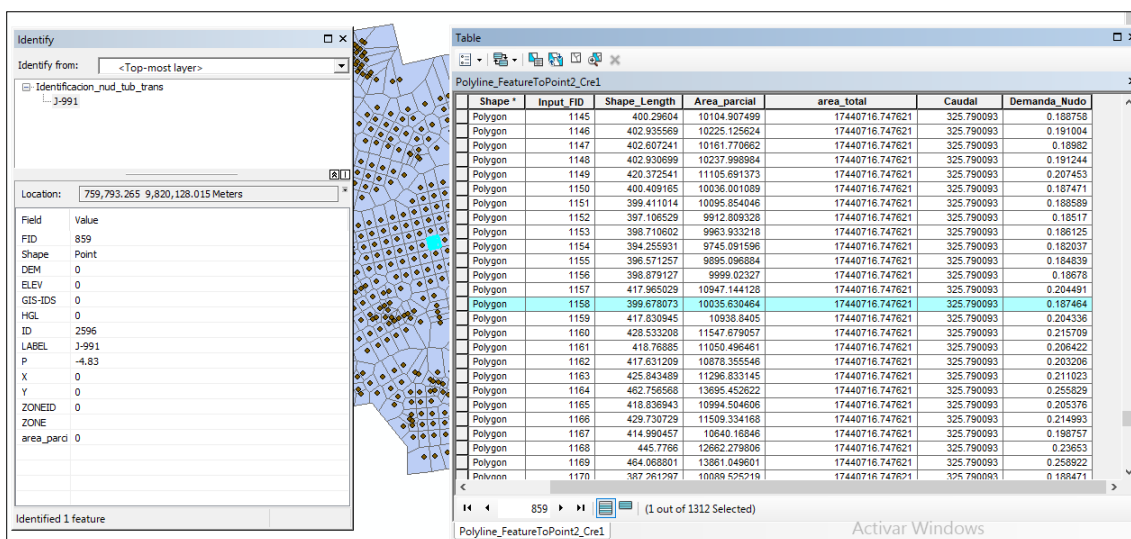 Identify
Identify from: <Top-most layer>
Identificacion_nud_tub_trans
J-991
Location: 759,793.265 9,820,128.015 Meters
Field Value
FID 859
Shape Point
DEM 0
ELEV 0
GIS-IDS 0
HGL 0
ID 2596
LABEL J-991
P -4.83
X 0
Y 0
ZONEID 0
ZONE
area_parci 0
Identified 1 feature
Table
Polyline_FeatureToPoint2_Cre1
Shape * Input_FID Shape_Length Area_parcial area_total Caudal Demanda_Nudo
Polygon 1145 400.29604 10104.907499 17440716.747621 325.790093 0.188758
Polygon 1146 402.935569 10225.125624 17440716.747621 325.790093 0.191004
Polygon 1147 402.607241 10161.770662 17440716.747621 325.790093 0.18982
Polygon 1148 402.930699 10237.998984 17440716.747621 325.790093 0.191244
Polygon 1149 420.372541 11105.691373 17440716.747621 325.790093 0.207453
Polygon 1150 400.409165 10036.001089 17440716.747621 325.790093 0.187471
Polygon 1151 399.411014 10095.854046 17440716.747621 325.790093 0.188589
Polygon 1152 397.106529 9912.809328 17440716.747621 325.790093 0.18517
Polygon 1153 398.710602 9963.933218 17440716.747621 325.790093 0.186125
Polygon 1154 394.255931 9745.091596 17440716.747621 325.790093 0.182037
Polygon 1155 396.571257 9895.096884 17440716.747621 325.790093 0.184839
Polygon 1156 398.879127 9999.02327 17440716.747621 325.790093 0.18678
Polygon 1157 417.965029 10947.144128 17440716.747621 325.790093 0.204491
Polygon 1158 399.678073 10035.630464 17440716.747621 325.790093 0.187464
Polygon 1159 417.830945 10938.8405 17440716.747621 325.790093 0.204336
Polygon 1160 428.533208 11547.679057 17440716.747621 325.790093 0.215709
Polygon 1161 418.76885 11050.496461 17440716.747621 325.790093 0.206422
Polygon 1162 417.631209 10878.355546 17440716.747621 325.790093 0.203206
Polygon 1163 425.843489 11296.833145 17440716.747621 325.790093 0.211023
Polygon 1164 462.756568 13695.452622 17440716.747621 325.790093 0.255829
Polygon 1165 418.836943 10994.504606 17440716.747621 325.790093 0.205376
Polygon 1166 429.730729 11509.334168 17440716.747621 325.790093 0.214993
Polygon 1167 414.990457 10640.16846 17440716.747621 325.790093 0.198757
Polygon 1168 445.7766 12662.279806 17440716.747621 325.790093 0.23653
Polygon 1169 464.068801 13861.049601 17440716.747621 325.790093 0.258922
Polygon 1170 387.261297 10089.525219 17440716.747621 325.790093 0.188471
859 (1 out of 1312 Selected)
Polyline_FeatureToPoint2_Cre1
Activar Windows